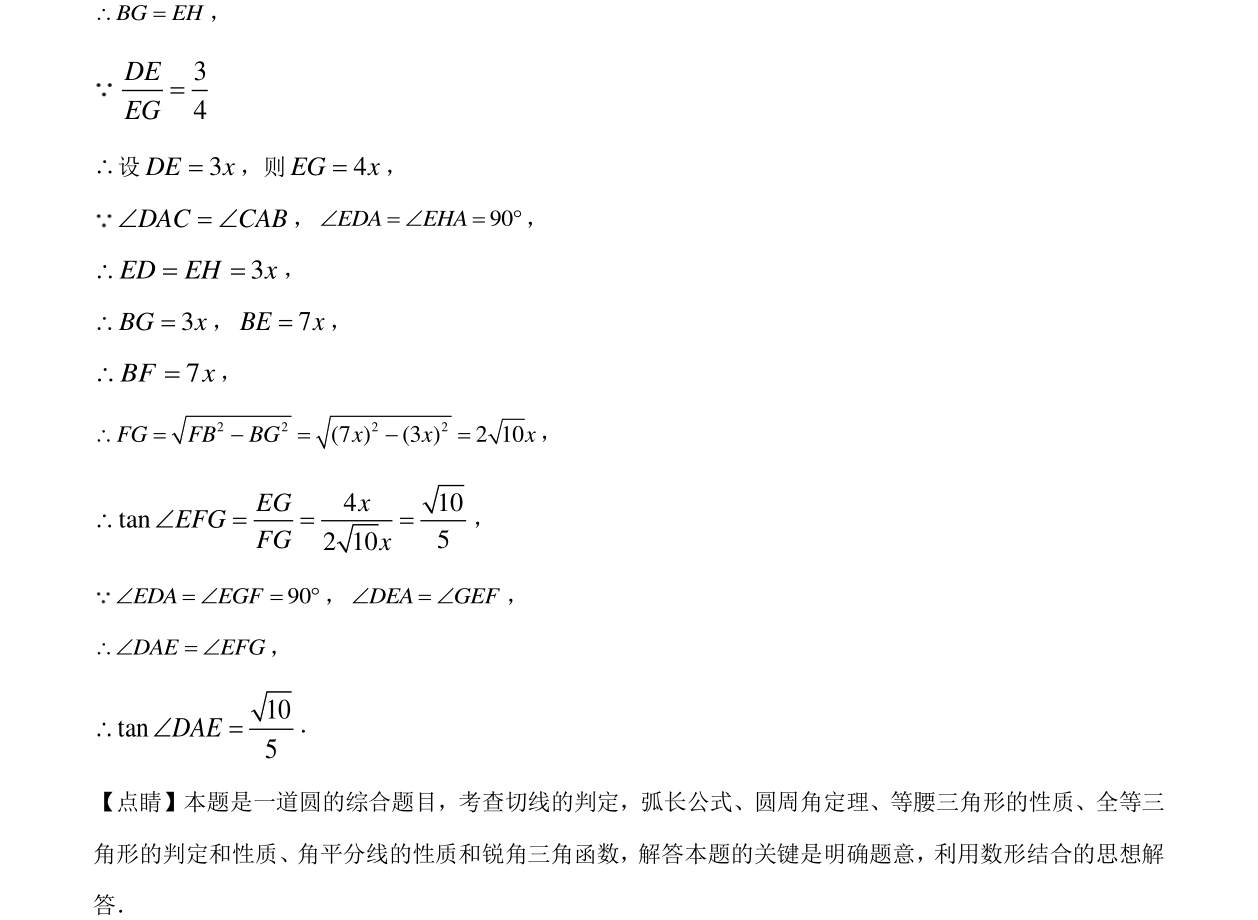 ∴BG = EH，
∵ DE/EG = 3/4
∴设 DE = 3x，则 EG = 4x，
∵∠DAC = ∠CAB，∠EDA = ∠EHA = 90°，
∴ED = EH = 3x，
∴BG = 3x，BE = 7x，
∴BF = 7x，
∴FG = √(FB² − BG²) = √((7x)² − (3x)²) = 2√10x，
∴tan∠EFG = EG/FG = 4x/(2√10x) = √10/5，
∵∠EDA = ∠EGF = 90°，∠DEA = ∠GEF，
∴∠DAE = ∠EFG，
∴tan∠DAE = √10/5．
【点睛】本题是一道圆的综合题目，考查切线的判定，弧长公式、圆周角定理、等腰三角形的性质、全等三
角形的判定和性质、角平分线的性质和锐角三角函数，解答本题的关键是明确题意，利用数形结合的思想解
答．